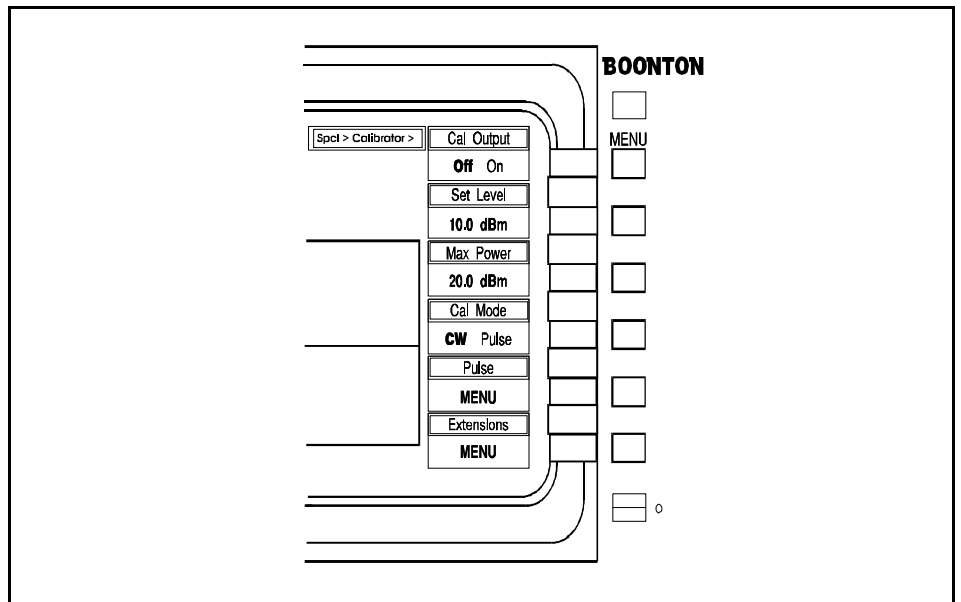 BOONTON
MENU
Spcl > Calibrator >
Cal Output
Off On
Set Level
10.0 dBm
Max Power
20.0 dBm
Cal Mode
CW Pulse
Pulse
MENU
Extensions
MENU